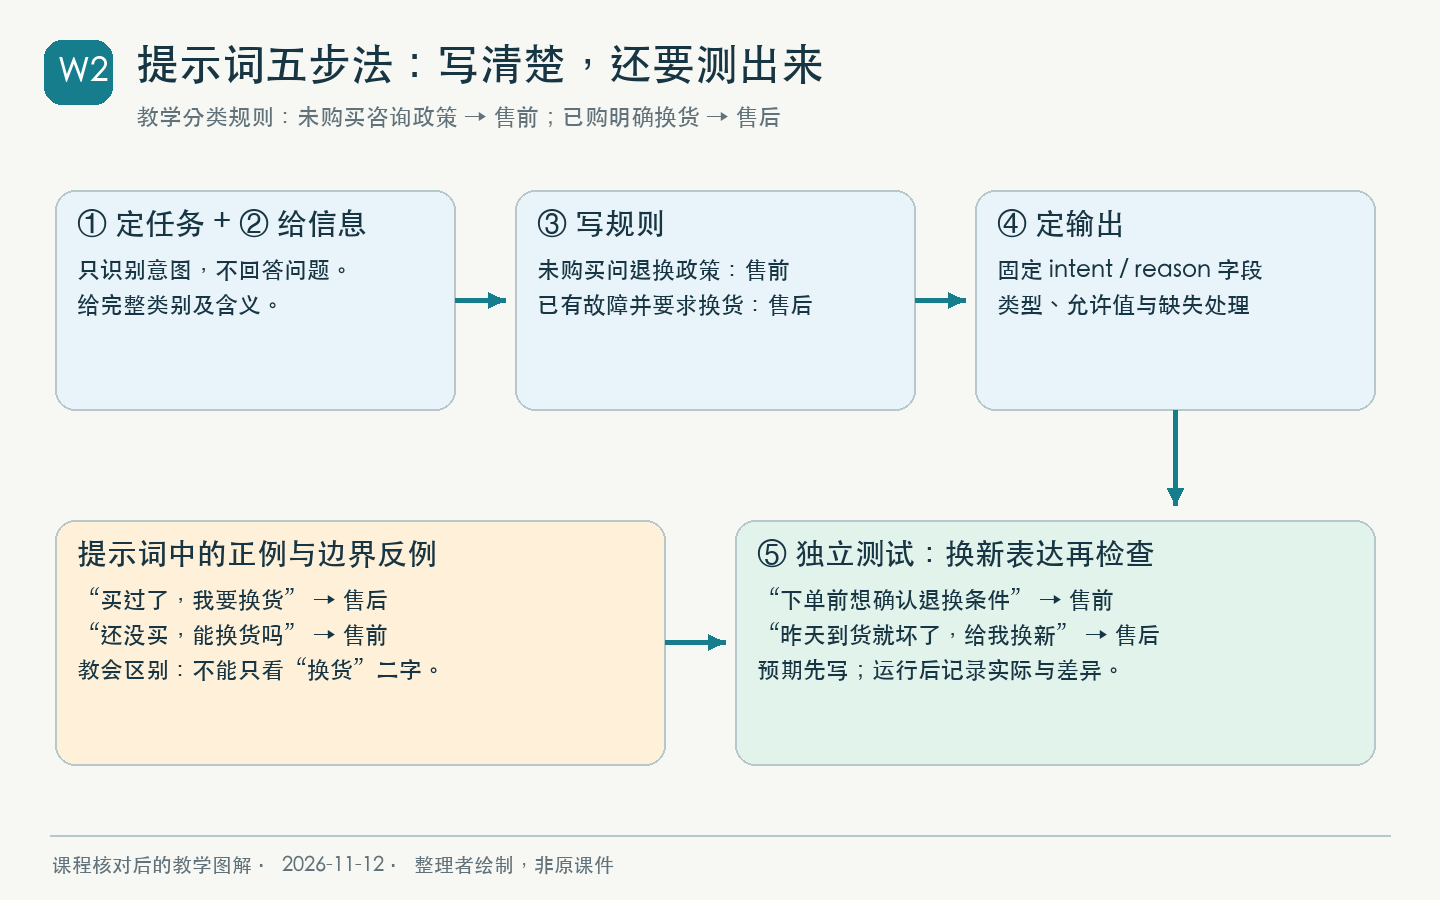 W2
提示词五步法：写清楚，还要测出来
教学分类规则：未购买咨询政策 → 售前；已购明确换货 → 售后
① 定任务 + ② 给信息
只识别意图，不回答问题。
给完整类别及含义。
③ 写规则
未购买问退换政策：售前
已有故障并要求换货：售后
④ 定输出
固定 intent / reason 字段
类型、允许值与缺失处理
提示词中的正例与边界反例
“买过了，我要换货” → 售后
“还没买，能换货吗” → 售前
教会区别：不能只看“换货”二字。
⑤ 独立测试：换新表达再检查
“下单前想确认退换条件” → 售前
“昨天到货就坏了，给我换新” → 售后
预期先写；运行后记录实际与差异。
课程核对后的教学图解 · 2026-11-12 · 整理者绘制，非原课件